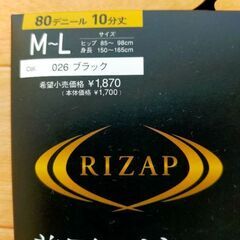 80デニール 10分丈
M~L
サイズ
ヒップ 85~ 98cm
身長 150~165cm
Col. 026 ブラック
希望小売価格 ¥1,870
(本体価格 ¥1,700)
RIZAP